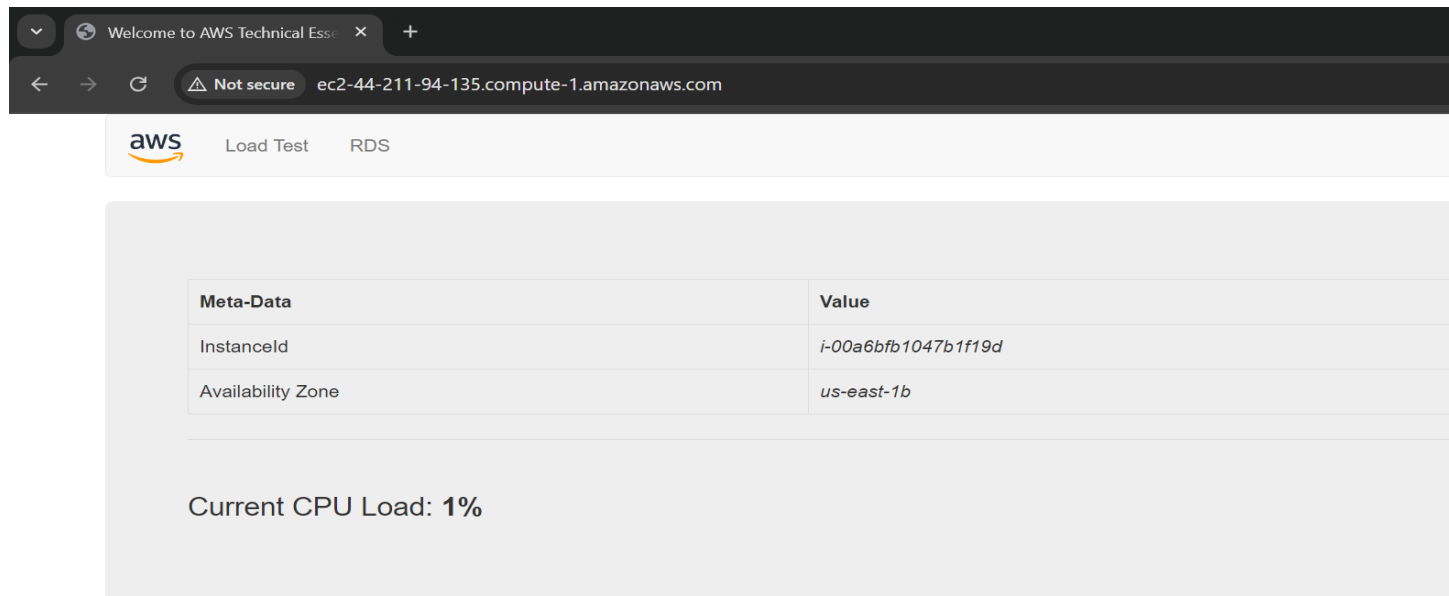 Welcome to AWS Technical Esse
Not secure ec2-44-211-94-135.compute-1.amazonaws.com
aws Load Test RDS
Meta-Data Value
InstanceId i-00a6bfb1047b1f19d
Availability Zone us-east-1b
Current CPU Load: 1%